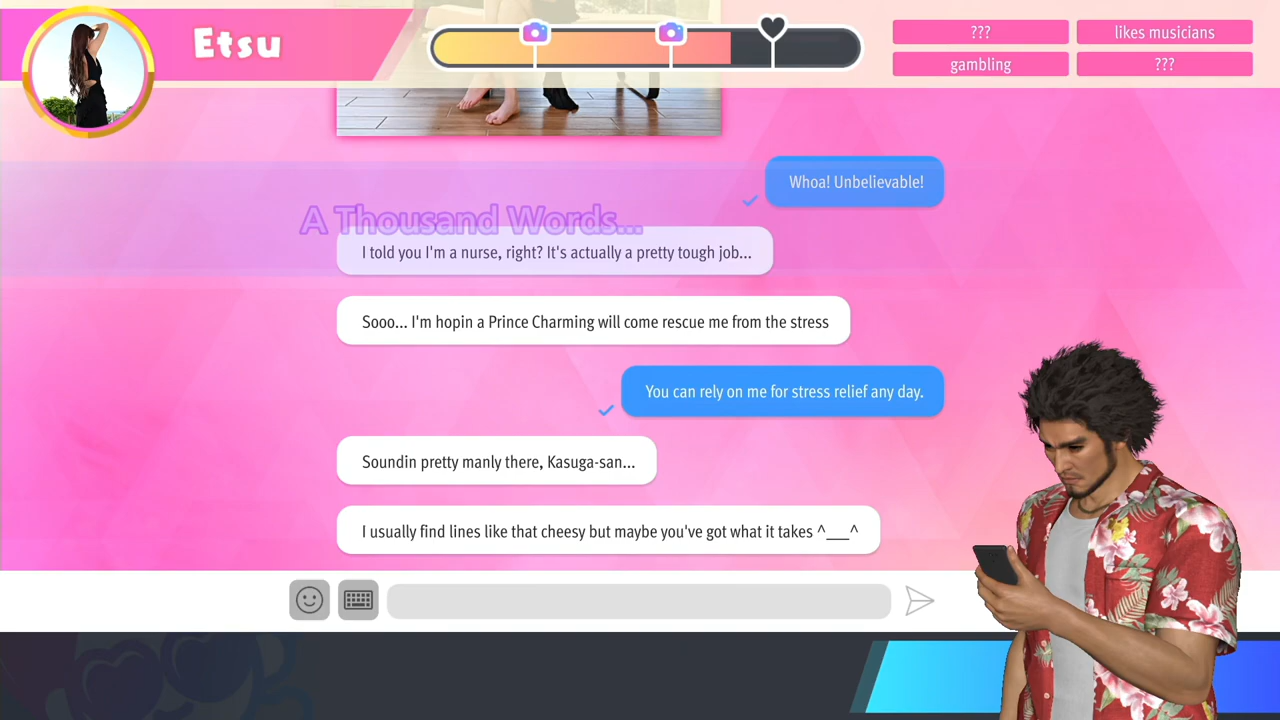 Etsu
???
likes musicians
gambling
???
Whoa! Unbelievable!
A Thousand Words...
I told you I'm a nurse, right? It's actually a pretty tough job...
Sooo... I'm hopin a Prince Charming will come rescue me from the stress
You can rely on me for stress relief any day.
Soundin pretty manly there, Kasuga-san...
I usually find lines like that cheesy but maybe you've got what it takes ^___^